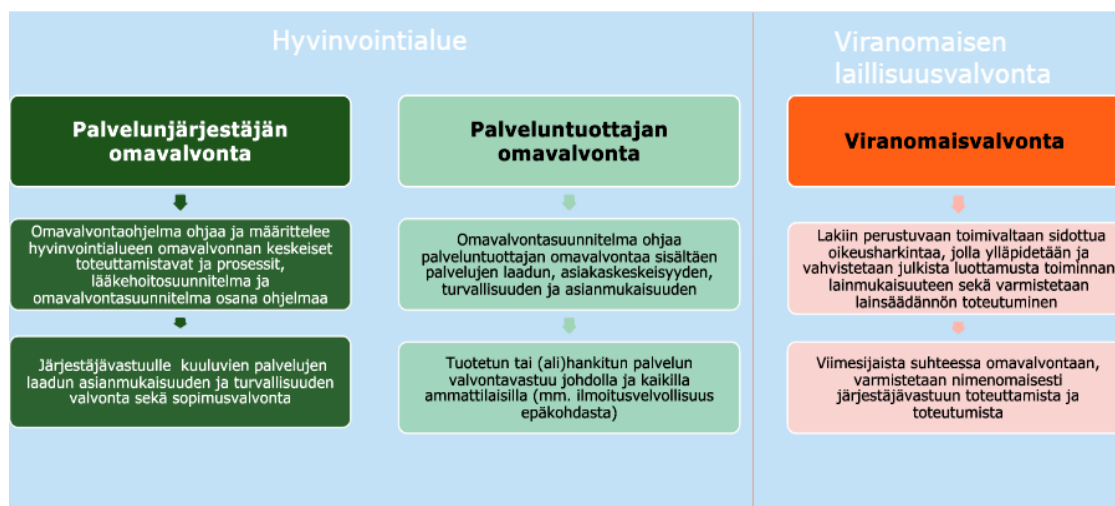 Hyvinvointialue
Viranomaisen
laillisuusvalvonta
Palvelunjärjestäjän
omavalvonta
Omavalvontaohjelma ohjaa ja määrittelee
hyvinvointialueen omavalvonnan keskeiset
toteuttamistavat ja prosessit,
lääkehoitosuunnitelma ja
omavalvontasuunnitelma osana ohjelmaa
Järjestäjävastuulle kuuluvien palvelujen
laadun asianmukaisuuden ja turvallisuuden
valvonta sekä sopimusvalvonta
Palveluntuottajan
omavalvonta
Omavalvontasuunnitelma ohjaa
palveluntuottajan omavalvontaa sisältäen
palvelujen laadun, asiakaskeskeisyyden,
turvallisuuden ja asianmukaisuuden
Tuotetun tai (ali)hankitun palvelun
valvontavastuu johdolla ja kaikilla
ammattilaisilla (mm. ilmoitusvelvollisuus
epäkohdasta)
Viranomaisvalvonta
Lakiin perustuvaan toimivaltaan sidottua
oikeusharkintaa, jolla ylläpidetään ja
vahvistetaan julkista luottamusta toiminnan
lainmukaisuuteen sekä varmistetaan
lainsäädännön toteutuminen
Viimesijaista suhteessa omavalvontaan,
varmistetaan nimenomaisesti
järjestäjävastuun toteuttamista ja
toteutumista